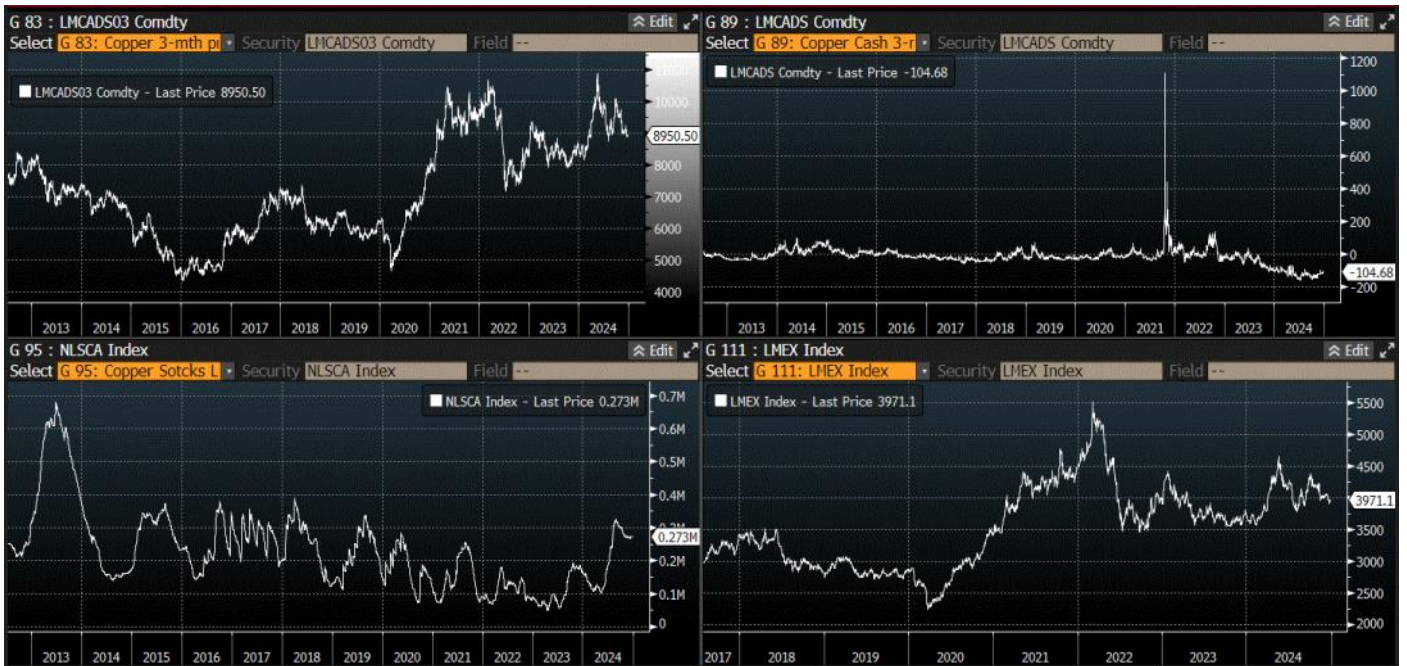 G 83 : LMCADS03 Comdty
Edit
Select G 83: Copper 3-mth pr
Security LMCADS03 Comdty
Field --
LMCADS03 Comdty - Last Price 8950.50
11000
10000
8950.50
8000
7000
6000
5000
4000
2013 2014 2015 2016 2017 2018 2019 2020 2021 2022 2023 2024
G 89 : LMCADS Comdty
Edit
Select G 89: Copper Cash 3-r
Security LMCADS Comdty
Field --
LMCADS Comdty - Last Price -104.68
1200
1000
800
600
400
200
0
-104.68
-200
2013 2014 2015 2016 2017 2018 2019 2020 2021 2022 2023 2024
G 95 : NLSCA Index
Edit
Select G 95: Copper Sotcks L
Security NLSCA Index
Field --
NLSCA Index - Last Price 0.273M
0.7M
0.6M
0.5M
0.4M
0.3M
0.273M
0.2M
0.1M
0
2013 2014 2015 2016 2017 2018 2019 2020 2021 2022 2023 2024
G 111 : LMEX Index
Edit
Select G 111: LMEX Index
Security LMEX Index
Field --
LMEX Index - Last Price 3971.1
5500
5000
4500
3971.1
3500
3000
2500
2000
2017 2018 2019 2020 2021 2022 2023 2024